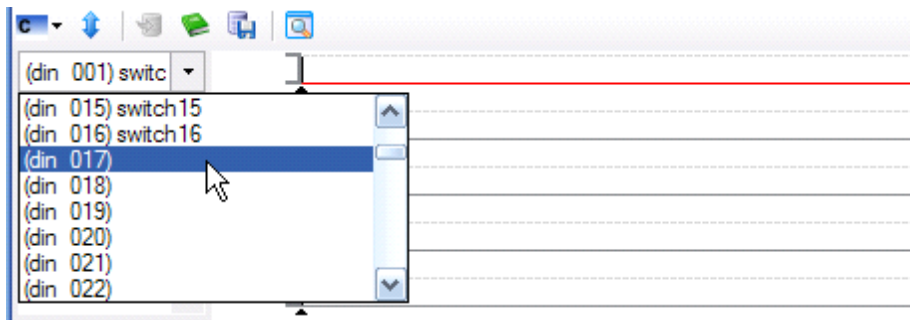 C
(din 001) switc
(din 015) switch15
(din 016) switch16
(din 017)
(din 018)
(din 019)
(din 020)
(din 021)
(din 022)